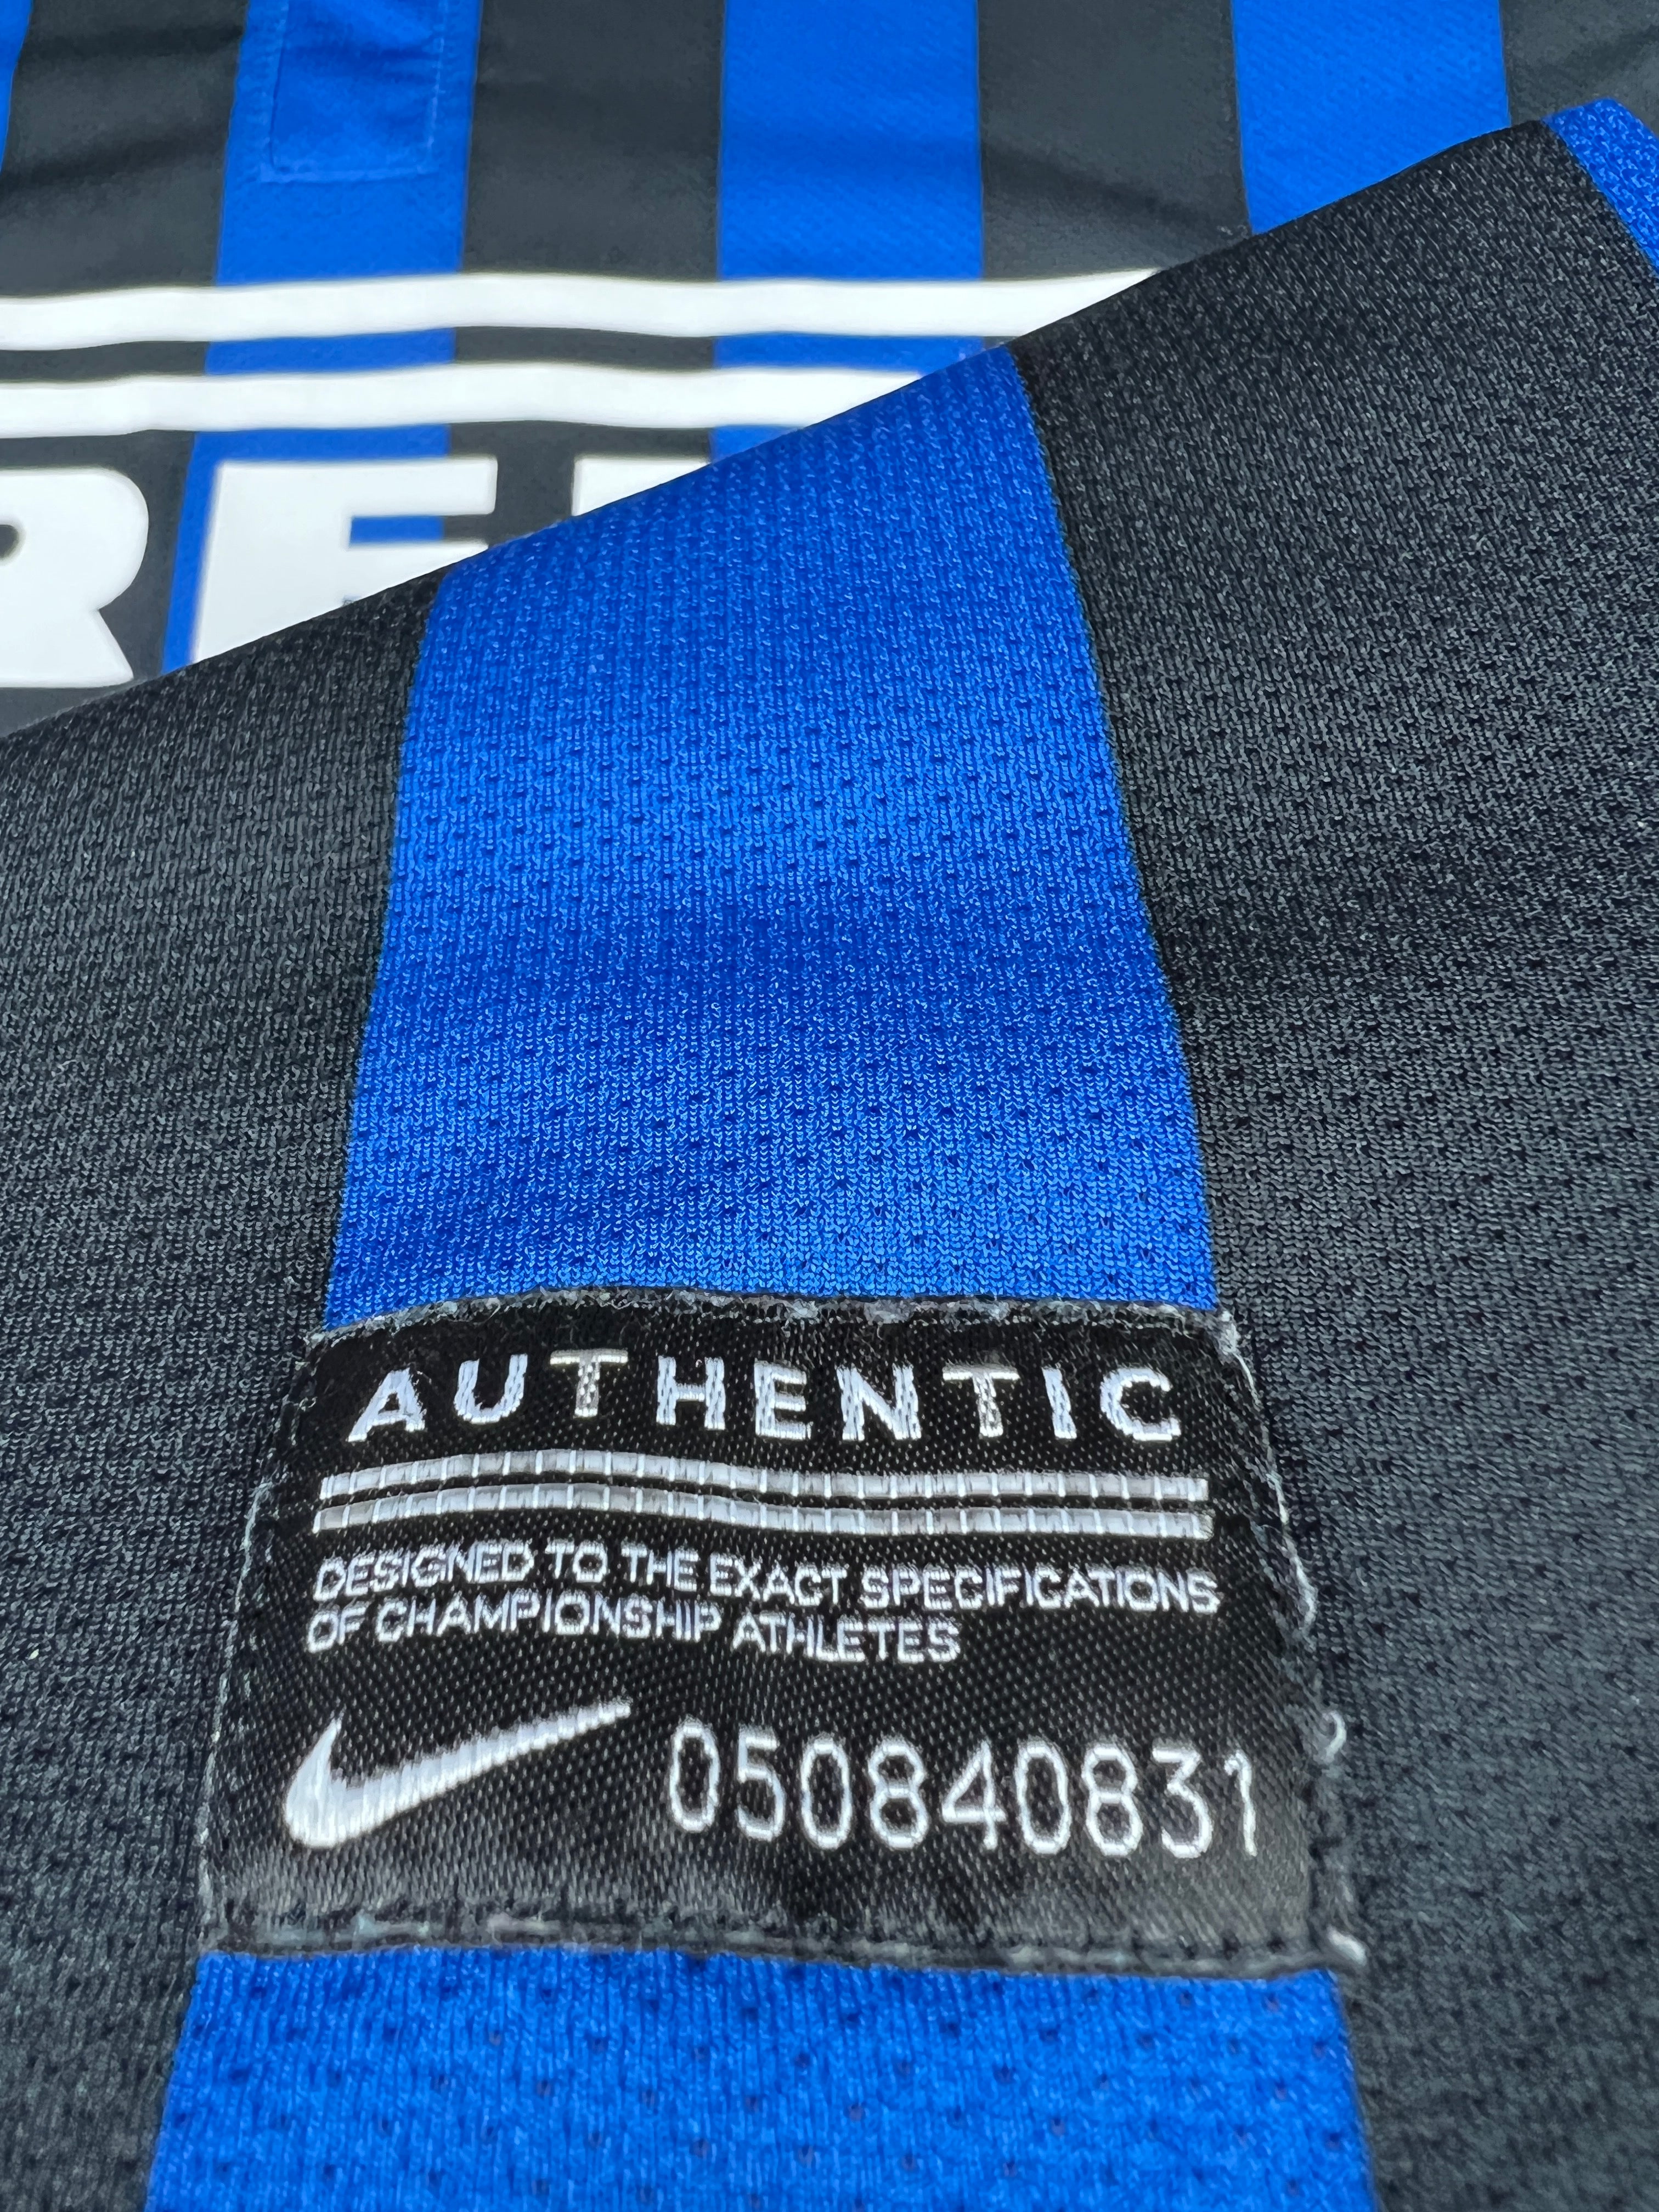 AUTHENTIC
DESIGNED TO THE EXACT SPECIFICATIONS
OF CHAMPIONSHIP ATHLETES
050840831